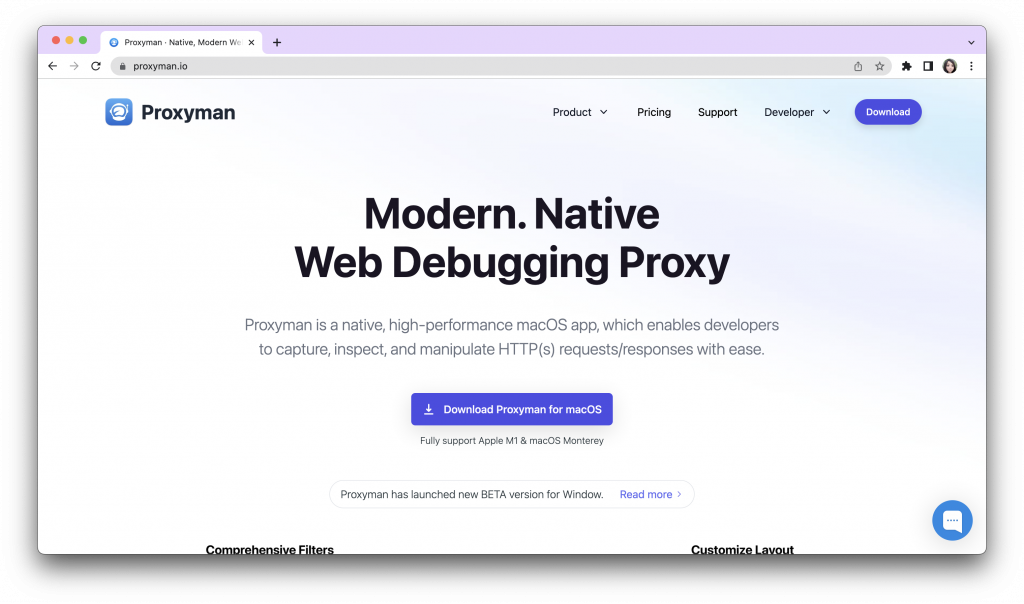 Proxyman · Native, Modern We
proxyman.io
Proxyman
Product
Pricing
Support
Developer
Download
Modern. Native
Web Debugging Proxy
Proxyman is a native, high-performance macOS app, which enables developers
to capture, inspect, and manipulate HTTP(s) requests/responses with ease.
Download Proxyman for macOS
Fully support Apple M1 & macOS Monterey
Proxyman has launched new BETA version for Window. Read more
Comprehensive Filters
Customize Layout